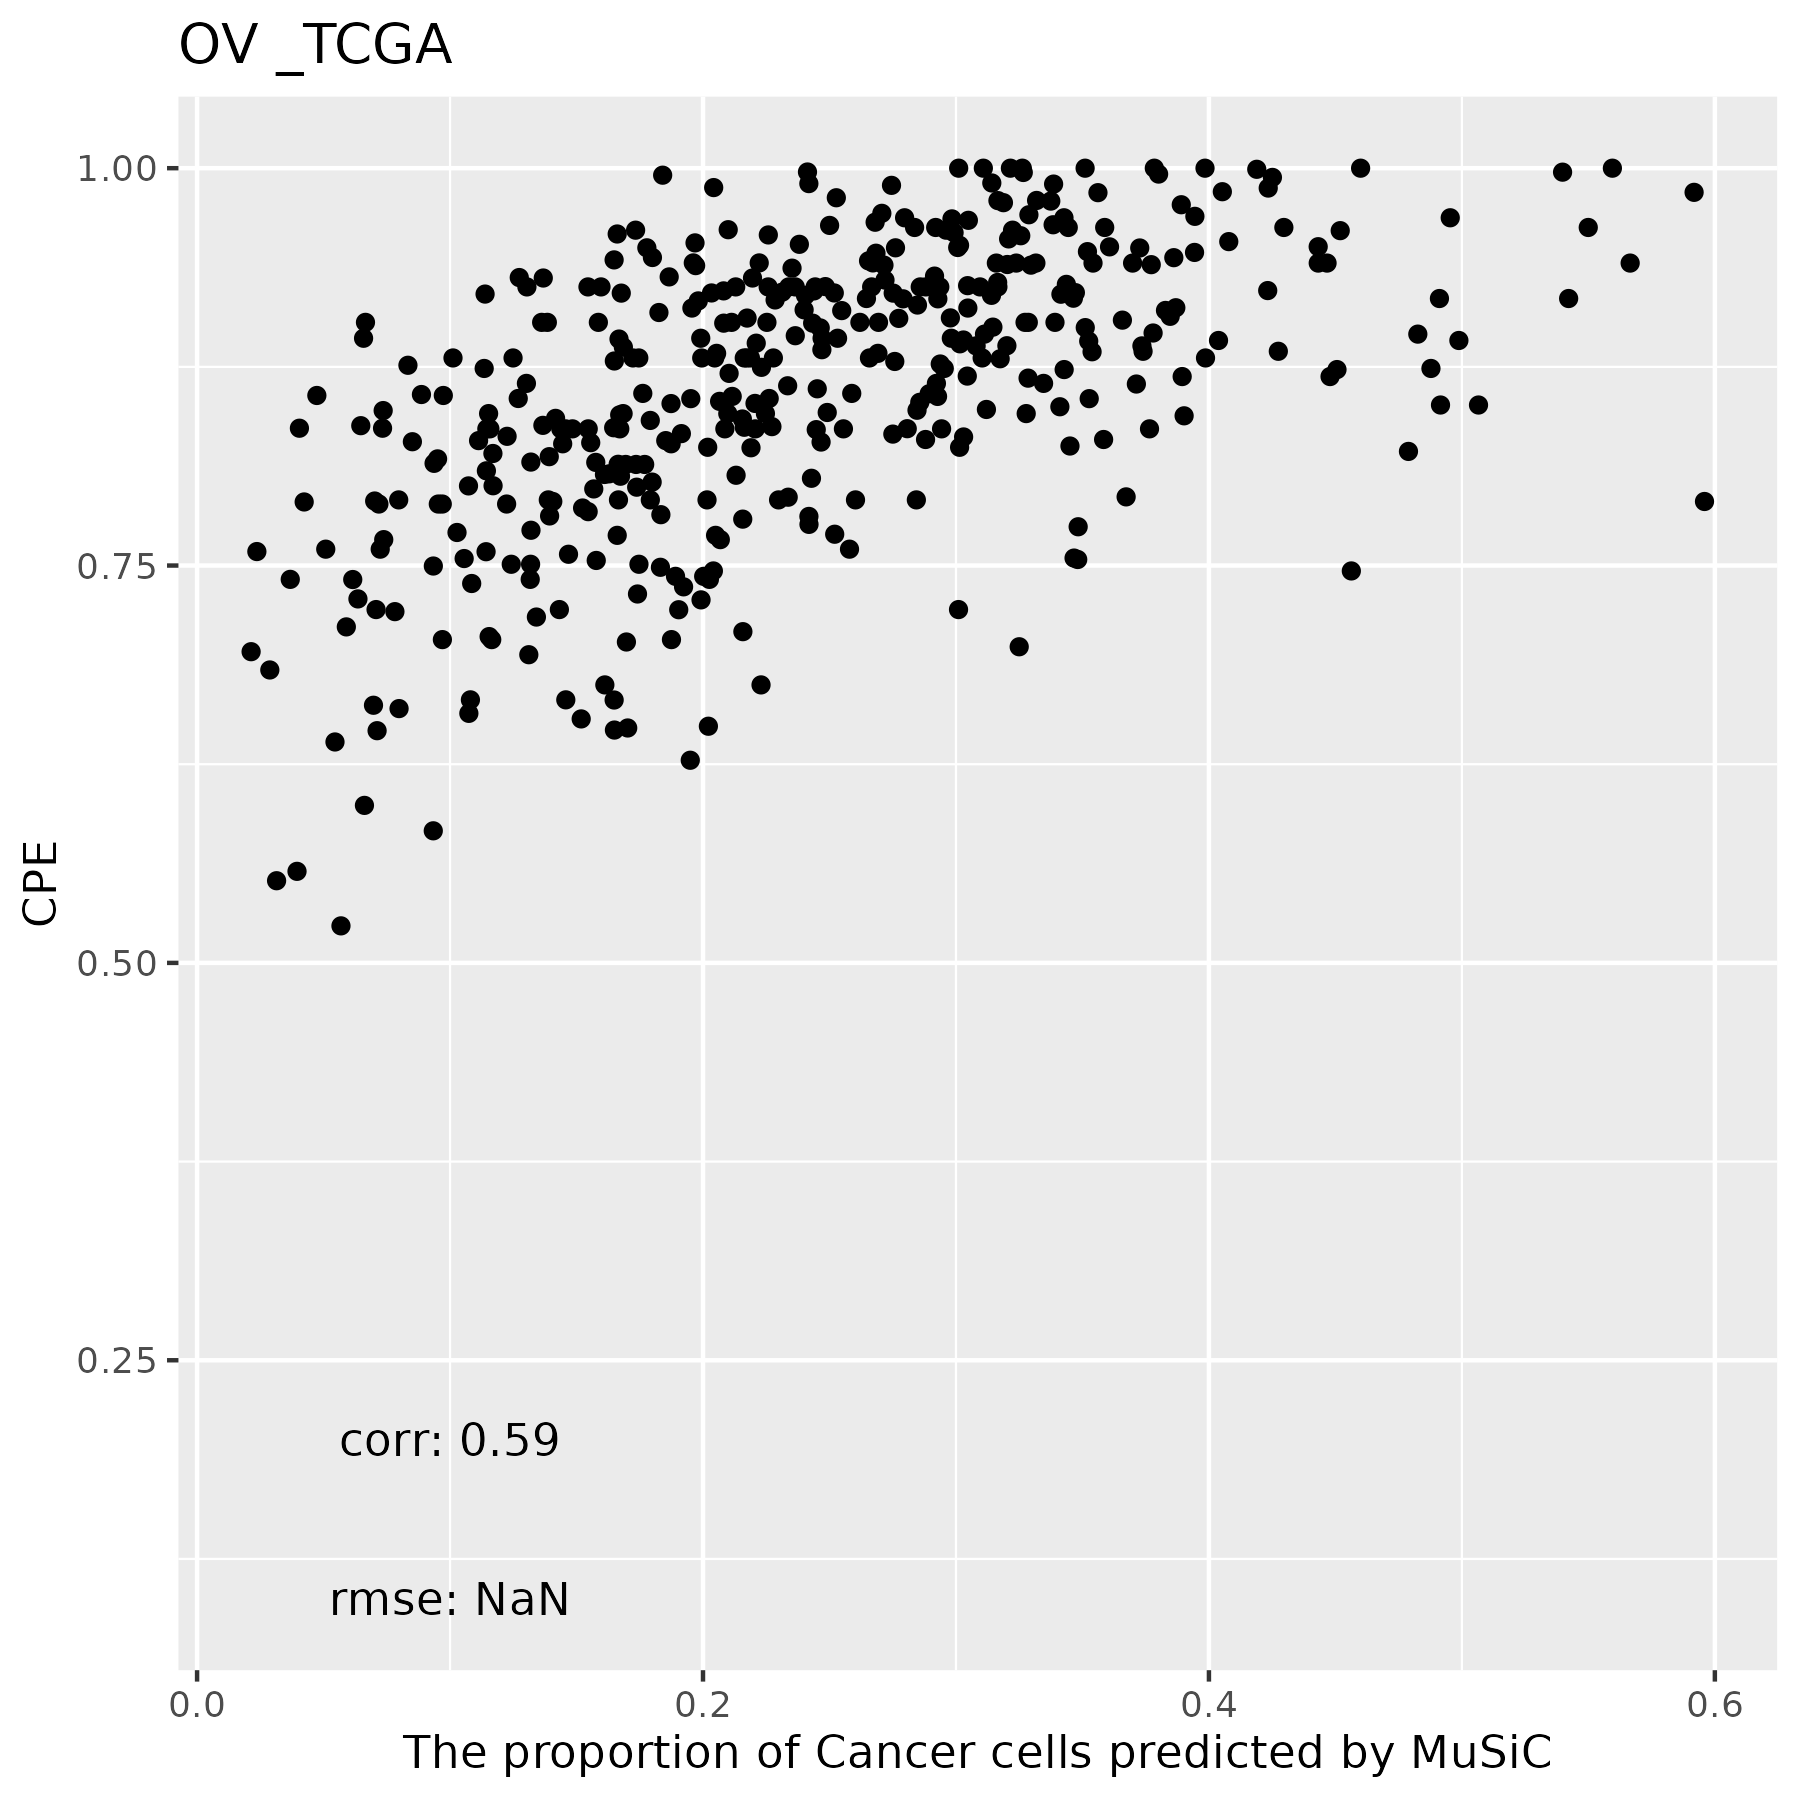 OV _TCGA
1.00
0.75
0.50
0.25
CPE
corr: 0.59
rmse: NaN
0.0 0.2 0.4 0.6
The proportion of Cancer cells predicted by MuSiC